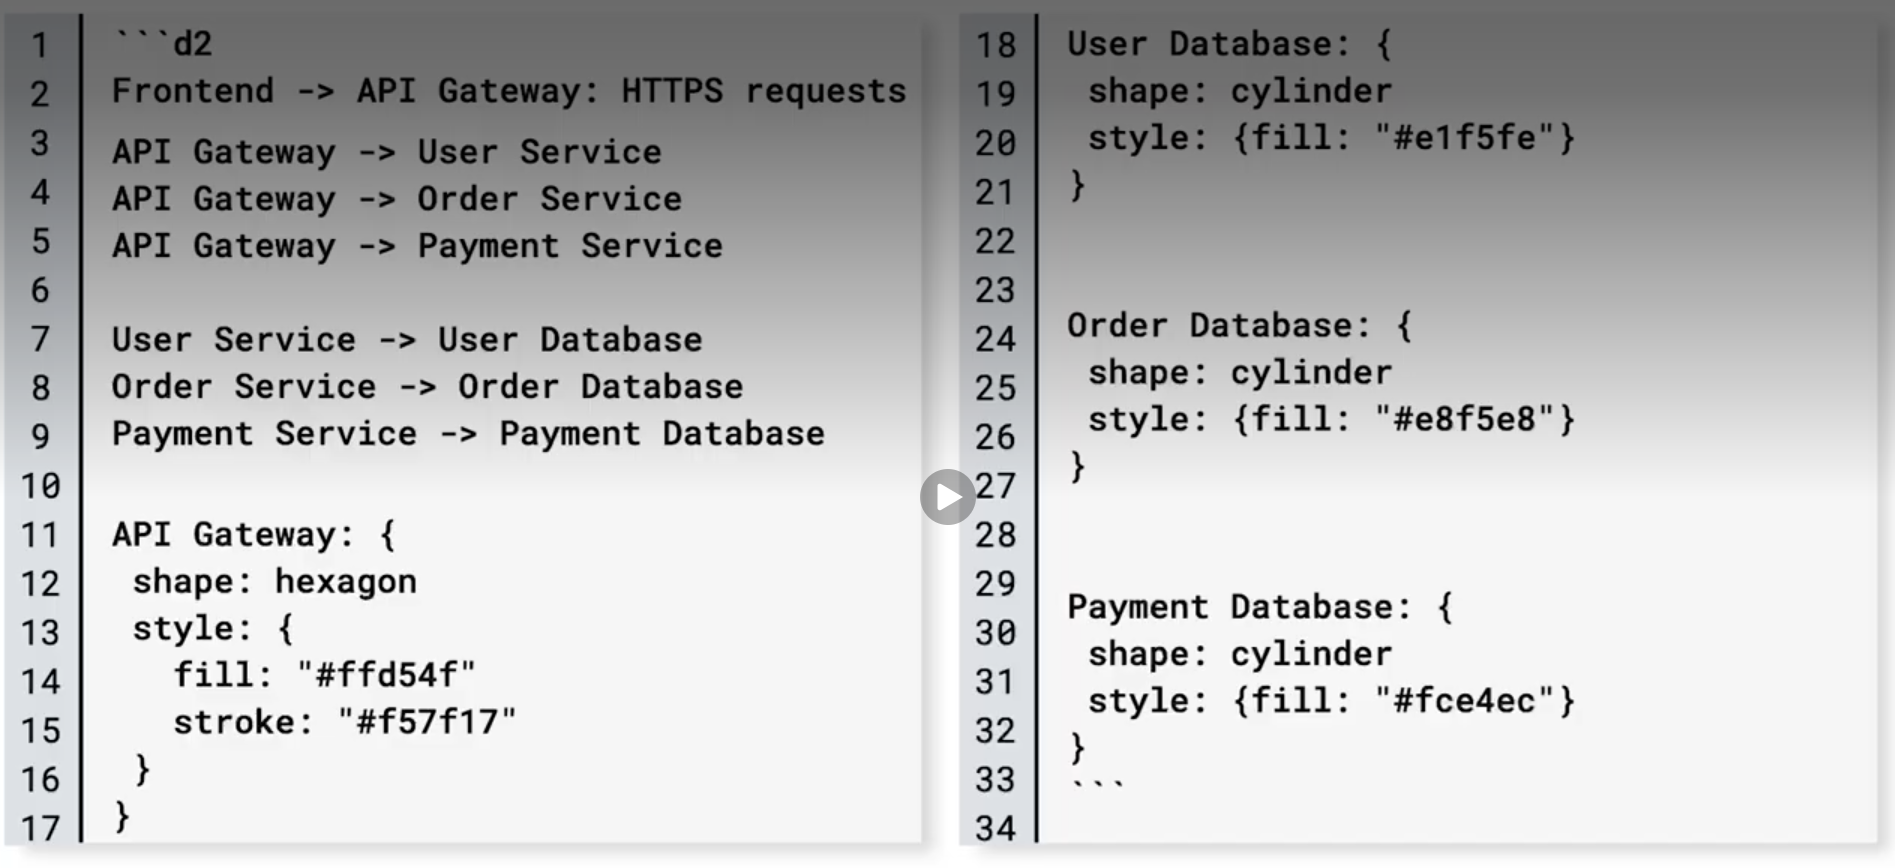 1 ```d2
2 Frontend -> API Gateway: HTTPS requests
3 API Gateway -> User Service
4 API Gateway -> Order Service
5 API Gateway -> Payment Service
6
7 User Service -> User Database
8 Order Service -> Order Database
9 Payment Service -> Payment Database
10
11 API Gateway: {
12  shape: hexagon
13  style: {
14    fill: "#ffd54f"
15    stroke: "#f57f17"
16  }
17 }
18 User Database: {
19  shape: cylinder
20  style: {fill: "#e1f5fe"}
21 }
22
23
24 Order Database: {
25  shape: cylinder
26  style: {fill: "#e8f5e8"}
27 }
28
29
30 Payment Database: {
31  shape: cylinder
32  style: {fill: "#fce4ec"}
33 }
34 ```